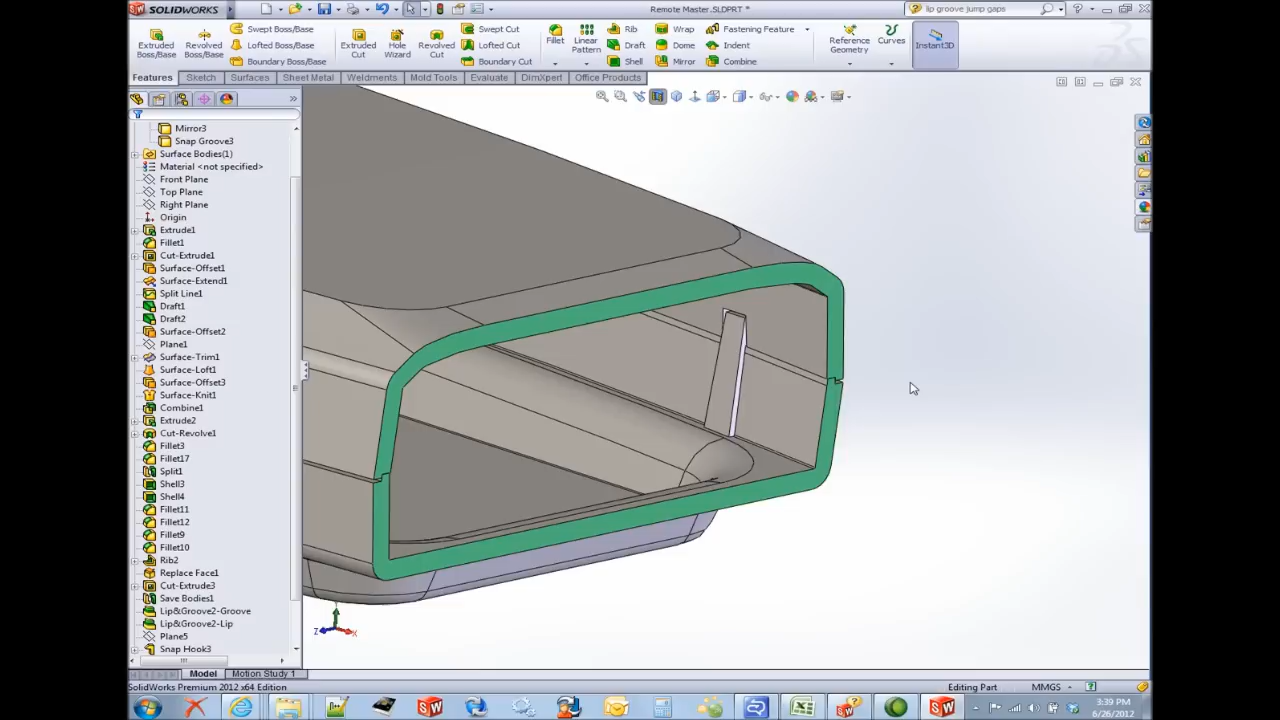 SOLIDWORKS
Remote Master.SLDPRT *
lip groove jump gaps
Extruded Boss/Base
Revolved Boss/Base
Swept Boss/Base
Lofted Boss/Base
Boundary Boss/Base
Extruded Cut
Hole Wizard
Revolved Cut
Swept Cut
Lofted Cut
Boundary Cut
Fillet
Linear Pattern
Rib
Draft
Shell
Wrap
Dome
Mirror
Fastening Feature
Indent
Combine
Reference Geometry
Curves
Instant3D
Features
Sketch
Surfaces
Sheet Metal
Weldments
Mold Tools
Evaluate
DimXpert
Office Products
Mirror3
Snap Groove3
Surface Bodies(1)
Material <not specified>
Front Plane
Top Plane
Right Plane
Origin
Extrude1
Fillet1
Cut-Extrude1
Surface-Offset1
Surface-Extend1
Split Line1
Draft1
Draft2
Surface-Offset2
Plane1
Surface-Trim1
Surface-Loft1
Surface-Offset3
Surface-Knit1
Combine1
Extrude2
Cut-Revolve1
Fillet3
Fillet17
Split1
Shell3
Shell4
Fillet11
Fillet12
Fillet9
Fillet10
Rib2
Replace Face1
Cut-Extrude3
Save Bodies1
Lip&Groove2-Groove
Lip&Groove2-Lip
Plane5
Snap Hook3
Z
X
Model
Motion Study 1
SolidWorks Premium 2012 x64 Edition
Editing Part
MMGS
3:39 PM
6/26/2012